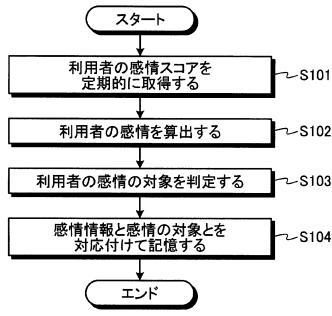 スタート
利用者の感情スコアを
定期的に取得する
S101
利用者の感情を算出する
S102
利用者の感情の対象を判定する
S103
感情情報と感情の対象とを
対応付けて記憶する
S104
エンド